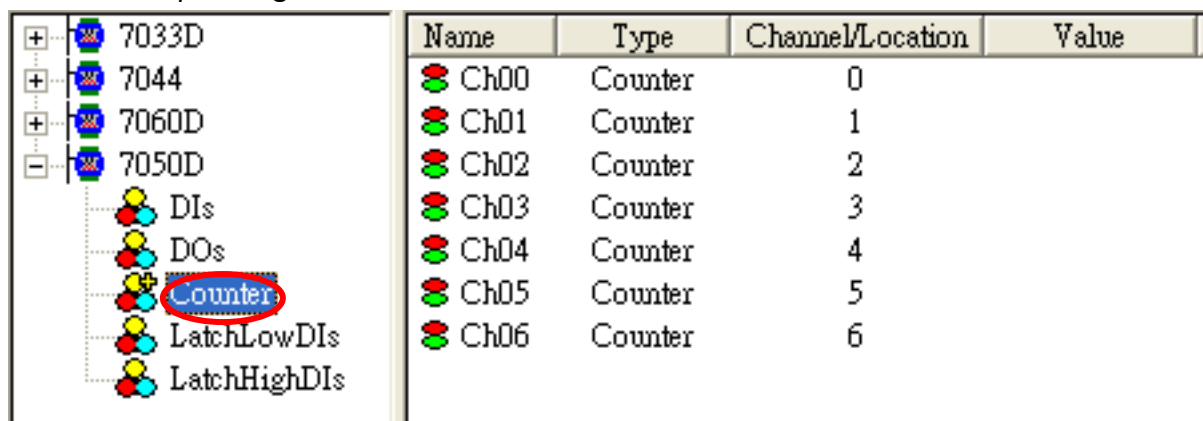 7033D
7044
7060D
7050D
DIs
DOs
Counter
LatchLowDIs
LatchHighDIs
Name Type Channel/Location Value
Ch00 Counter 0
Ch01 Counter 1
Ch02 Counter 2
Ch03 Counter 3
Ch04 Counter 4
Ch05 Counter 5
Ch06 Counter 6